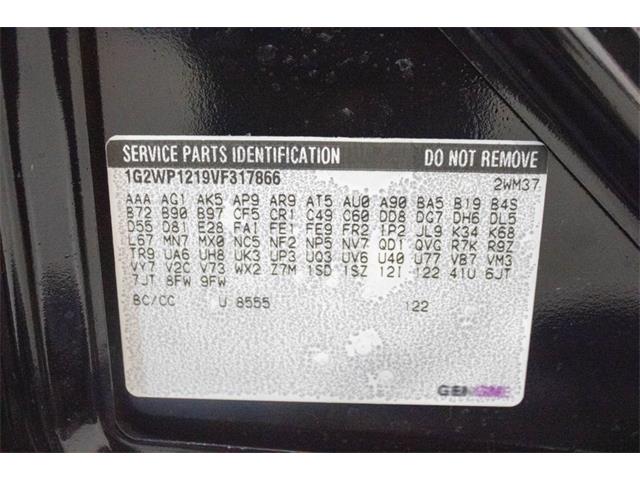 SERVICE PARTS IDENTIFICATION DO NOT REMOVE
1G2WP1219VF317866 2WM37
AAA AG1 AK5 AP9 AR9 AT5 AU0 A90 BA5 B19 B4S
B72 B90 B97 CF5 CR1 C49 C60 DD8 DG7 DH6 DL5
D55 D81 E28 FA1 FE1 FE9 FR2 IP2 JL9 K34 K68
L67 MN7 MX0 NC5 NF2 NP5 NV7 QD1 QVG R7K R9Z
TR9 UA6 UH8 UK3 UP3 UQ3 UV6 U40 U77 VB7 VM3
VY7 V2C V73 WX2 Z7M 1SD 1SZ 12I 122 41U 6JT
7JT 8FW 9FW
BC/CC U 8555 122